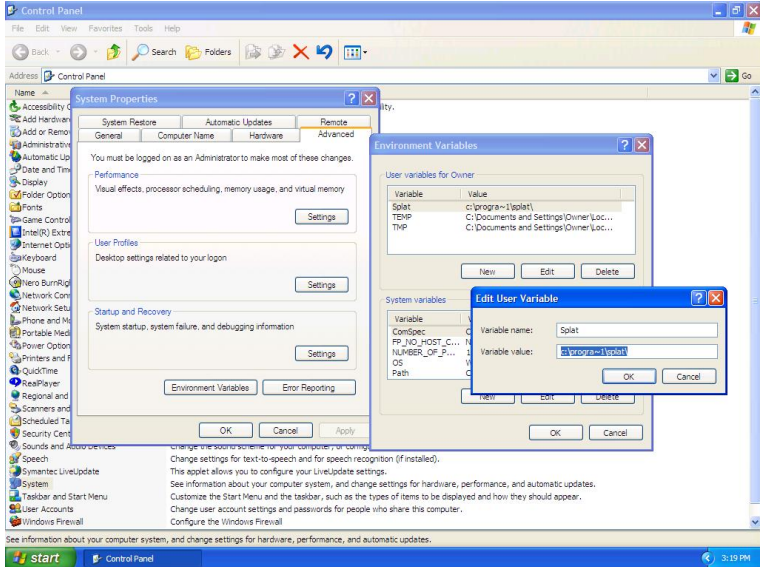 Control Panel
File Edit View Favorites Tools Help
Back Search Folders
Address Control Panel Go
Name
Accessibility
Add Hardware
Add or Remov
Administrative
Automatic Up
Date and Time
Display
Folder Option
Fonts
Game Control
Intel(R) Extre
Internet Opti
Keyboard
Mouse
Nero BurnRig
Network Conn
Network Setu
Phone and Mo
Portable Medi
Power Option
Printers and F
QuickTime
RealPlayer
Regional and
Scanners and
Scheduled Ta
Security Cent
Sounds and Audio Devices Change the sound scheme for your computer, or config
Speech Change settings for text-to-speech and for speech recognition (if installed).
Symantec LiveUpdate This applet allows you to configure your LiveUpdate settings.
System See information about your computer system, and change settings for hardware, performance, and automatic updates.
Taskbar and Start Menu Customize the Start Menu and the taskbar, such as the types of items to be displayed and how they should appear.
User Accounts Change user account settings and passwords for people who share this computer.
Windows Firewall Configure the Windows Firewall
System Properties
System Restore Automatic Updates Remote
General Computer Name Hardware Advanced
You must be logged on as an Administrator to make most of these changes.
Performance
Visual effects, processor scheduling, memory usage, and virtual memory
Settings
User Profiles
Desktop settings related to your logon
Settings
Startup and Recovery
System startup, system failure, and debugging information
Settings
Environment Variables Error Reporting
OK Cancel Apply
Environment Variables
User variables for Owner
Variable Value
Splat c:\progra~1\splat\
TEMP C:\Documents and Settings\Owner\Loc...
TMP C:\Documents and Settings\Owner\Loc...
New Edit Delete
System variables
Variable
ComSpec
FP_NO_HOST_C...
NUMBER_OF_P...
OS
Path
New Edit Delete
OK Cancel
Edit User Variable
Variable name: Splat
Variable value: c:\progra~1\splat\
OK Cancel
See information about your computer system, and change settings for hardware, performance, and automatic updates.
start Control Panel 3:19 PM